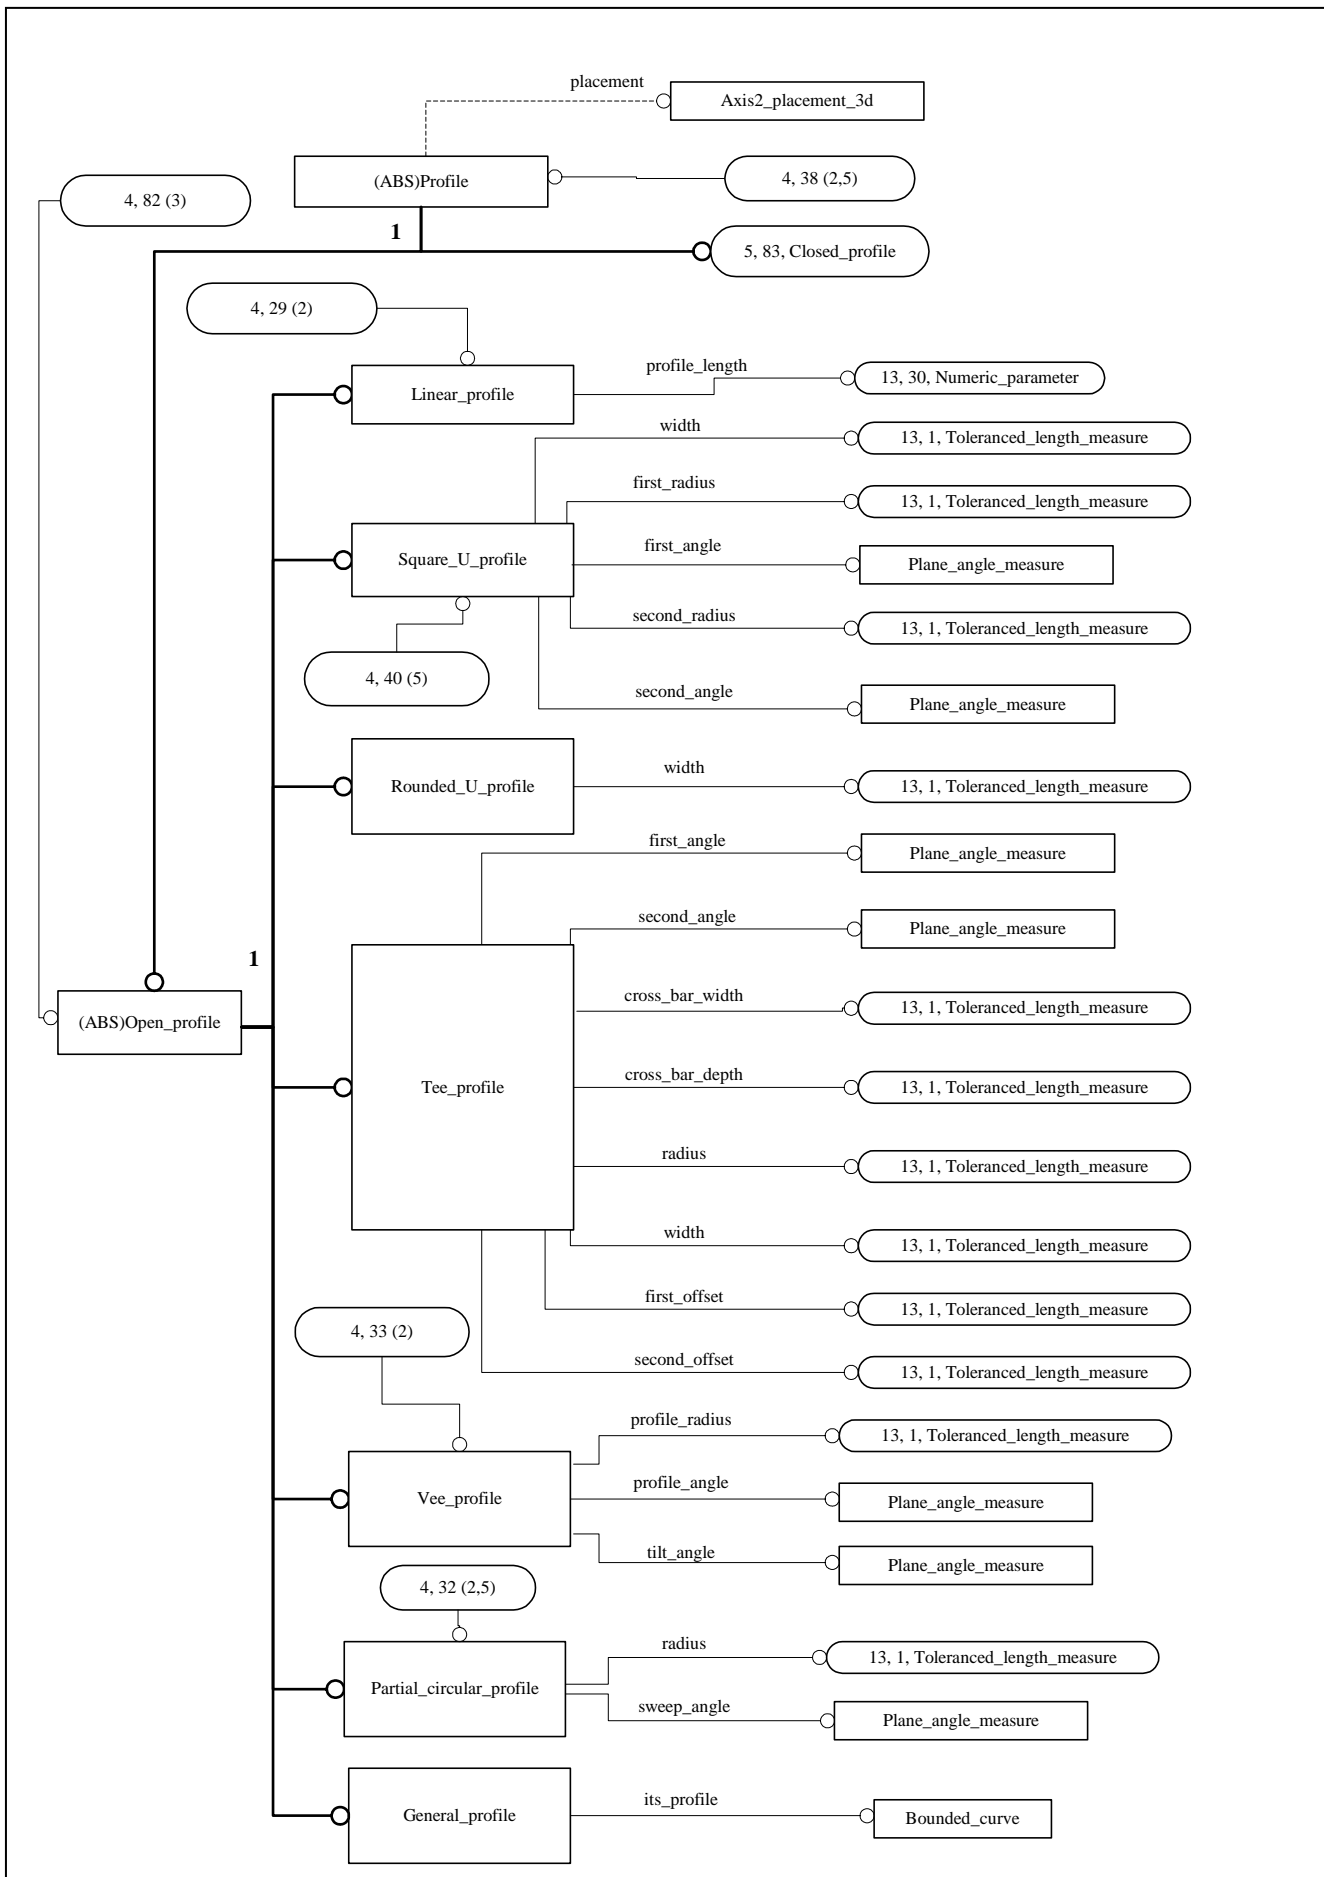 placement
Axis2_placement_3d
(ABS)Profile
4, 38 (2,5)
4, 82 (3)
1
5, 83, Closed_profile
4, 29 (2)
profile_length
Linear_profile
13, 30, Numeric_parameter
width
13, 1, Toleranced_length_measure
first_radius
13, 1, Toleranced_length_measure
first_angle
Square_U_profile
Plane_angle_measure
second_radius
13, 1, Toleranced_length_measure
4, 40 (5)
second_angle
Plane_angle_measure
width
Rounded_U_profile
13, 1, Toleranced_length_measure
first_angle
Plane_angle_measure
second_angle
Plane_angle_measure
1
cross_bar_width
13, 1, Toleranced_length_measure
(ABS)Open_profile
cross_bar_depth
Tee_profile
13, 1, Toleranced_length_measure
radius
13, 1, Toleranced_length_measure
width
13, 1, Toleranced_length_measure
first_offset
13, 1, Toleranced_length_measure
4, 33 (2)
second_offset
13, 1, Toleranced_length_measure
profile_radius
13, 1, Toleranced_length_measure
profile_angle
Vee_profile
Plane_angle_measure
tilt_angle
Plane_angle_measure
4, 32 (2,5)
radius
13, 1, Toleranced_length_measure
Partial_circular_profile
sweep_angle
Plane_angle_measure
its_profile
General_profile
Bounded_curve